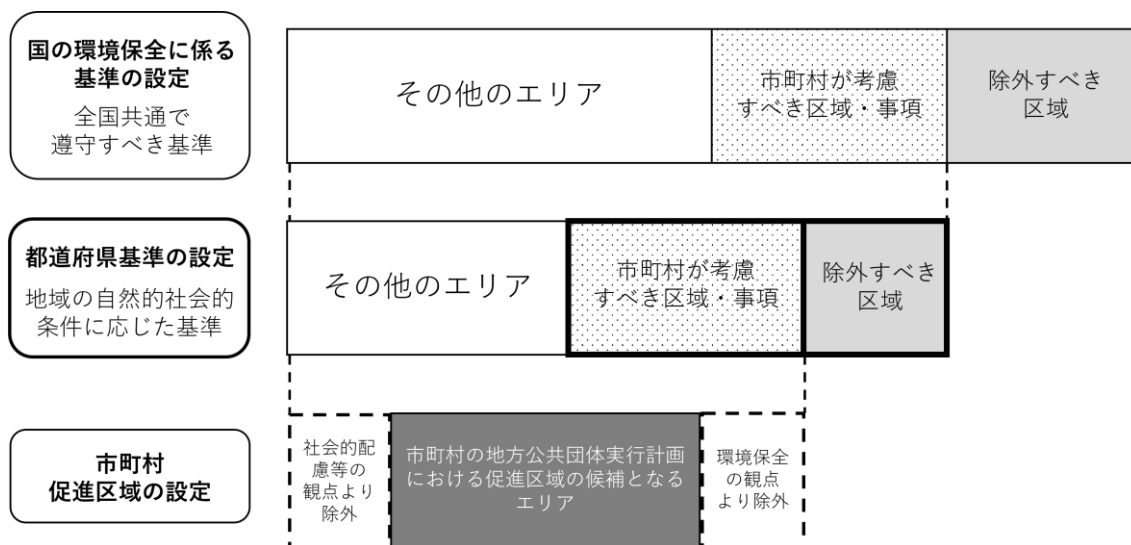 国の環境保全に係る
基準の設定
全国共通で
遵守すべき基準
その他のエリア
市町村が考慮
すべき区域・事項
除外すべき
区域
都道府県基準の設定
地域の自然的社会的
条件に応じた基準
その他のエリア
市町村が考慮
すべき区域・事項
除外すべき
区域
市町村
促進区域の設定
社会的配
慮等の
観点より
除外
市町村の地方公共団体実行計画
における促進区域の候補となる
エリア
環境保全
の観点
より除外